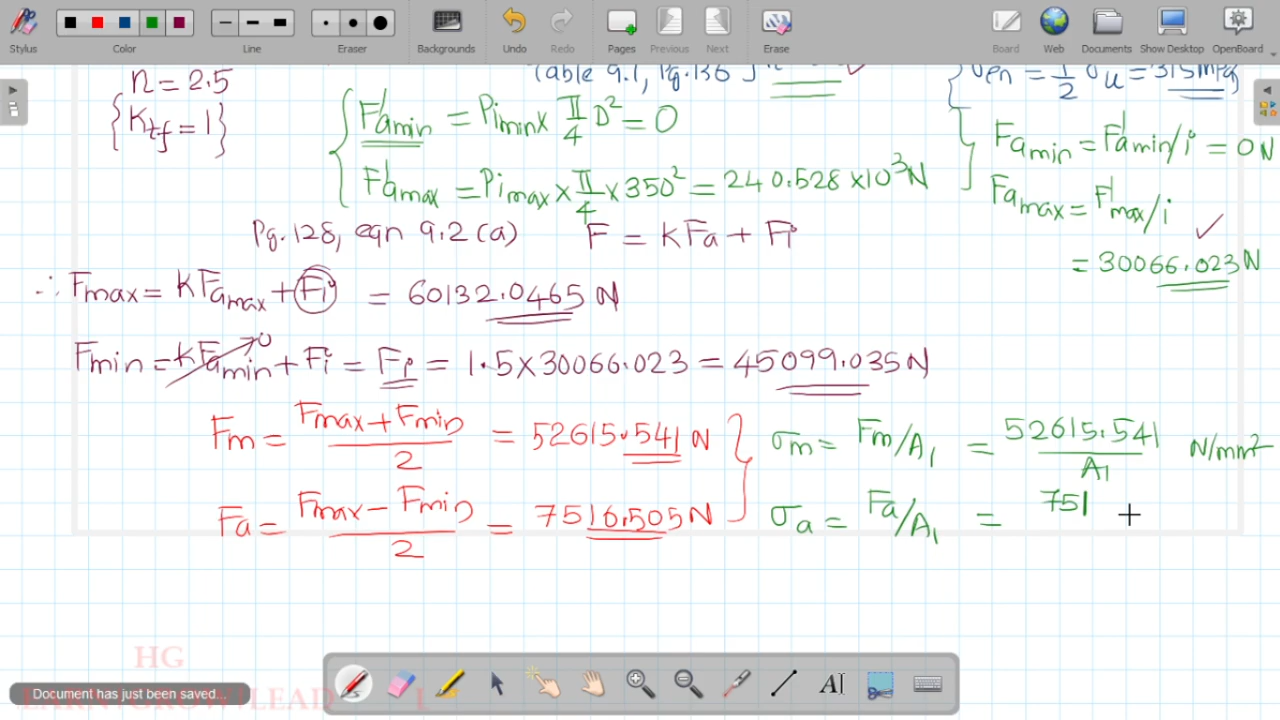 Stylus Color Line Eraser Backgrounds Undo Redo Pages Previous Next Erase Board Web Documents Show Desktop OpenBoard
n = 2.5
{Ktf = 1}
Table 9.1, Pg.136
σen = 1/2 σu = 315 MPa
F'amin = Pimin × π/4 D² = 0
F'amax = Pimax × π/4 × 350² = 240.528 × 10³ N
Famin = F'amin/i = 0 N
Famax = F'max/i
= 30066.023 N
Pg.128, eqn 9.2 (a) F = KFa + Fi
∴ Fmax = KFamax + Fi = 60132.0465 N
Fmin = KFamin + Fi = Fi = 1.5 × 30066.023 = 45099.035 N
0
Fm = Fmax + Fmin / 2 = 52615.541 N
σm = Fm/A1 = 52615.541 / A1 N/mm²
Fa = Fmax − Fmin / 2 = 7516.505 N
σa = Fa/A1 = 751
HG
Document has just been saved...